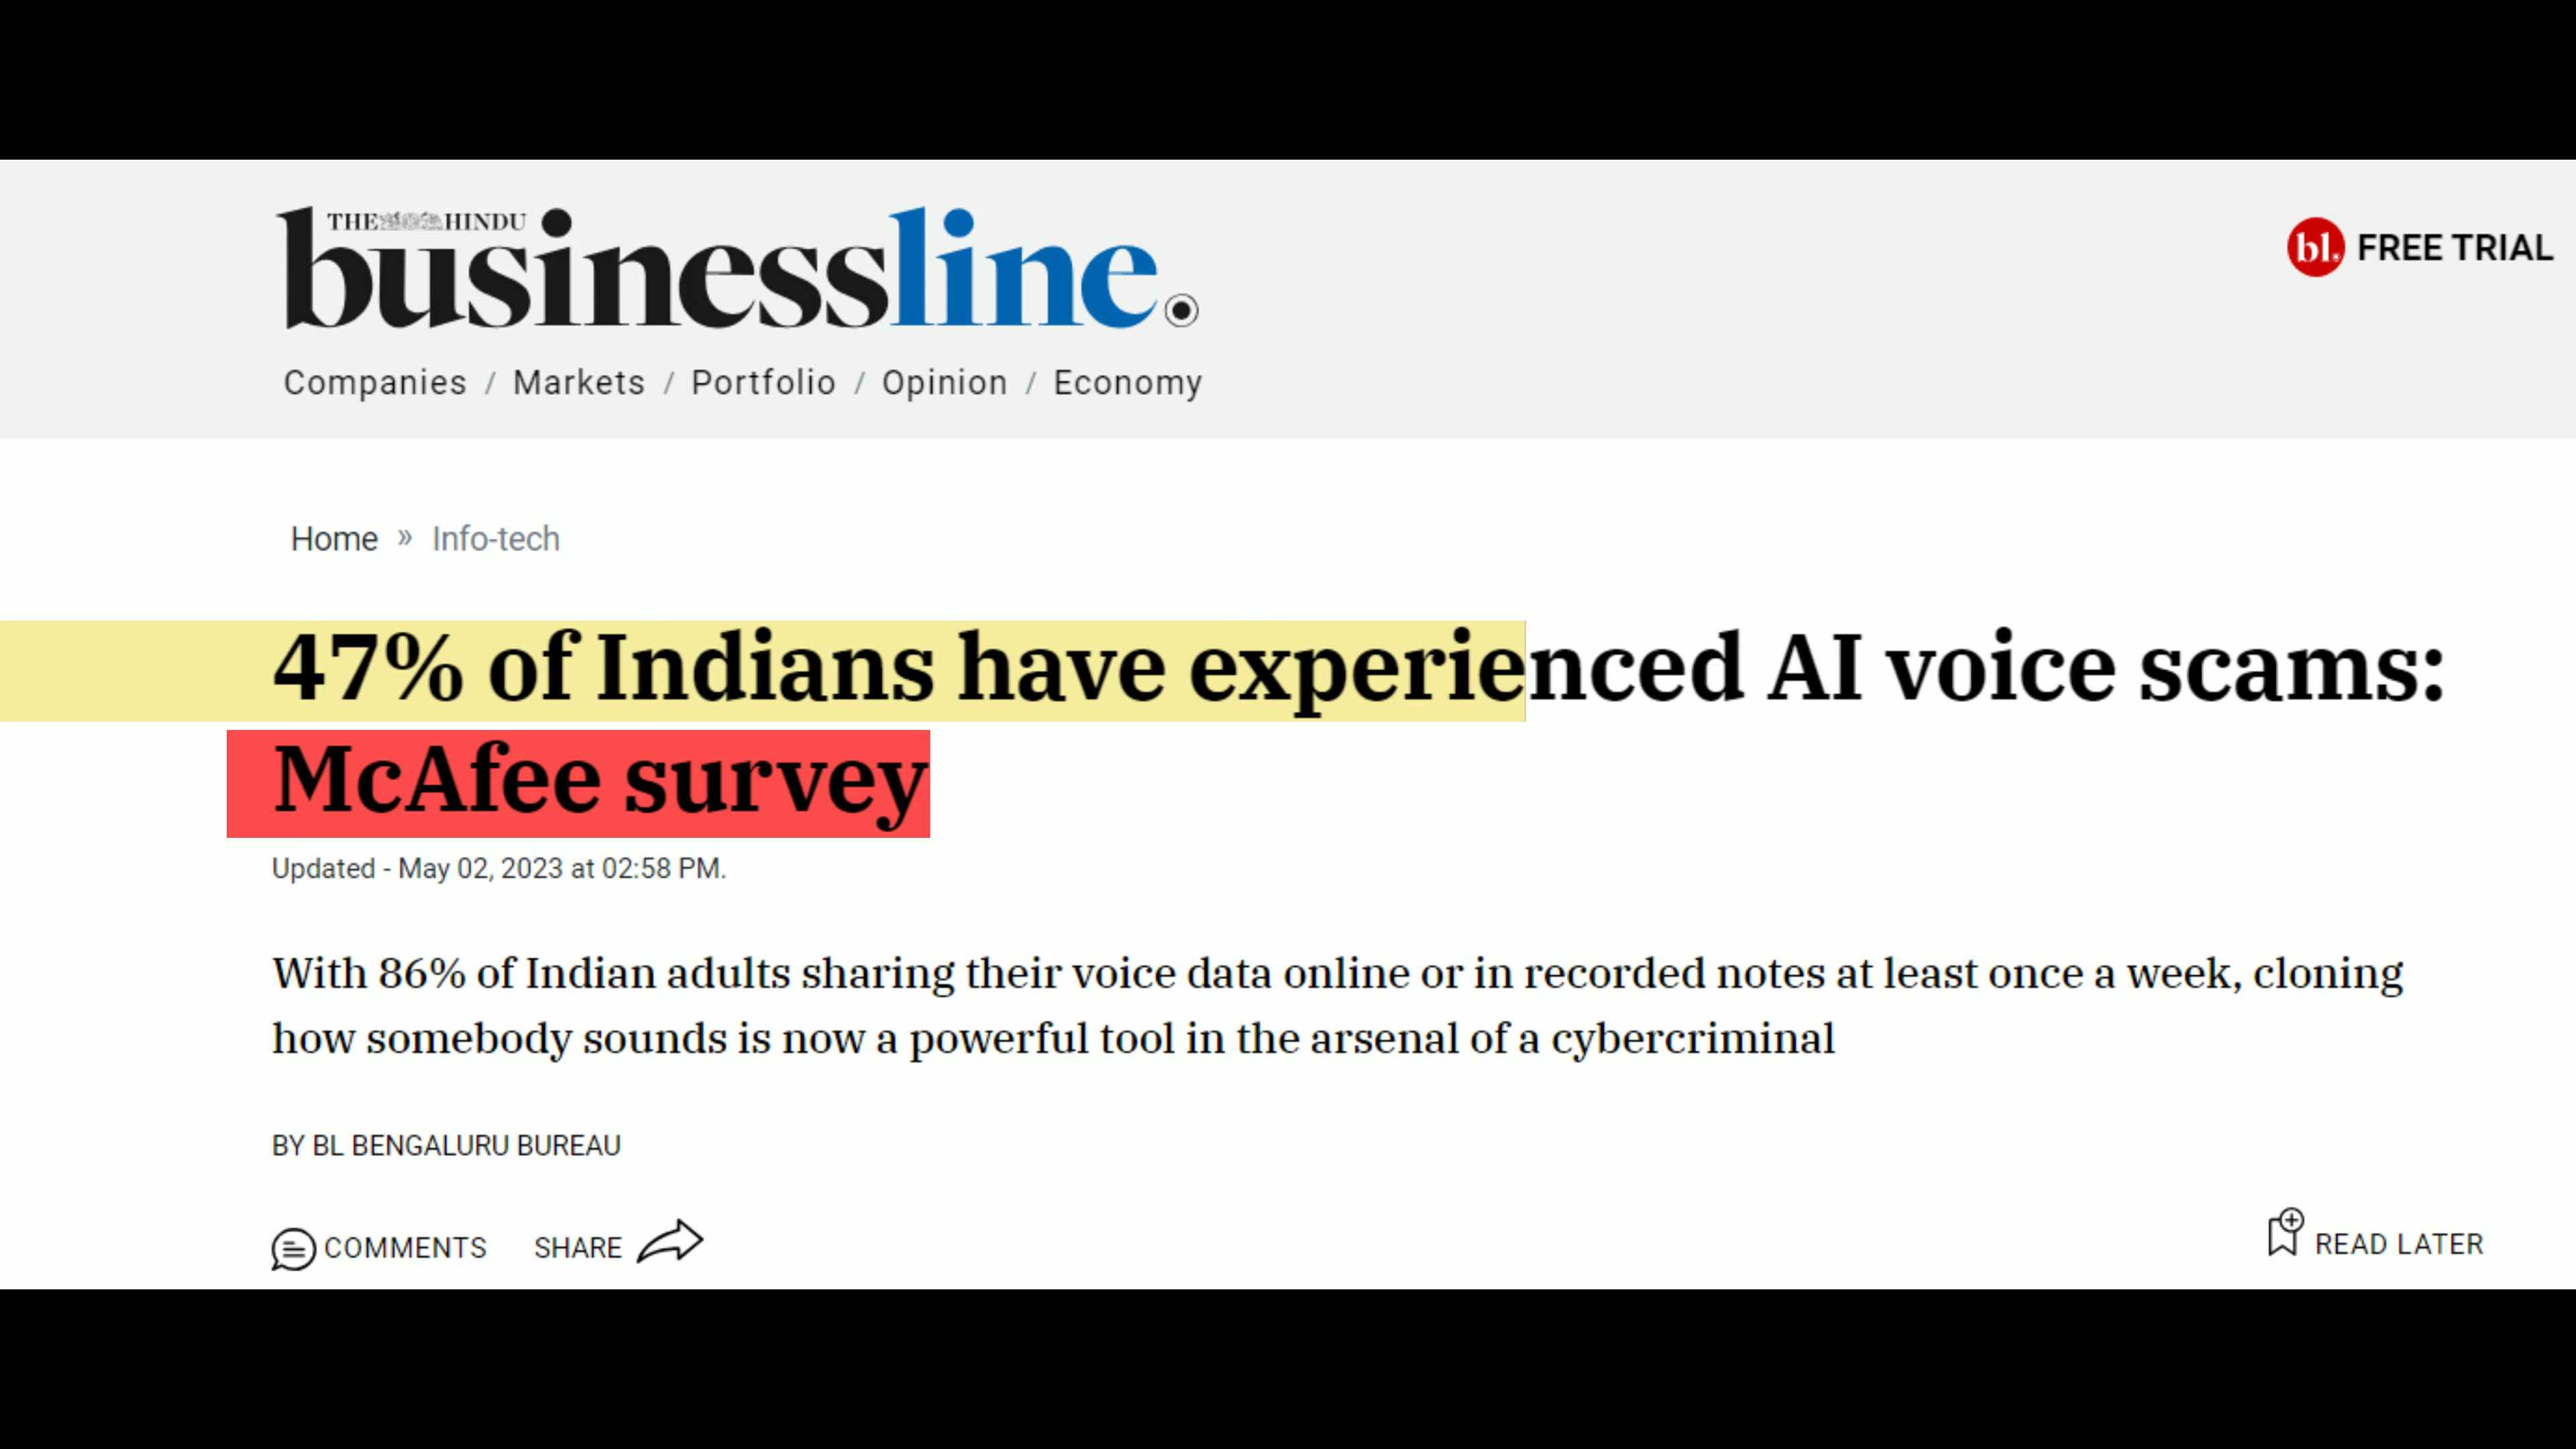 THE HINDU
businessline.
bl. FREE TRIAL
Companies / Markets / Portfolio / Opinion / Economy
Home » Info-tech
47% of Indians have experienced AI voice scams:
McAfee survey
Updated - May 02, 2023 at 02:58 PM.
With 86% of Indian adults sharing their voice data online or in recorded notes at least once a week, cloning
how somebody sounds is now a powerful tool in the arsenal of a cybercriminal
BY BL BENGALURU BUREAU
COMMENTS SHARE
READ LATER